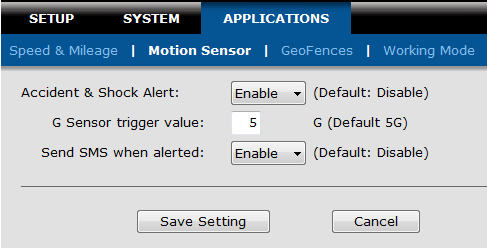 SETUP SYSTEM APPLICATIONS
Speed & Mileage | Motion Sensor | GeoFences | Working Mode
Accident & Shock Alert: Enable (Default: Disable)
G Sensor trigger value: 5 G (Default 5G)
Send SMS when alerted: Enable (Default: Disable)
Save Setting Cancel